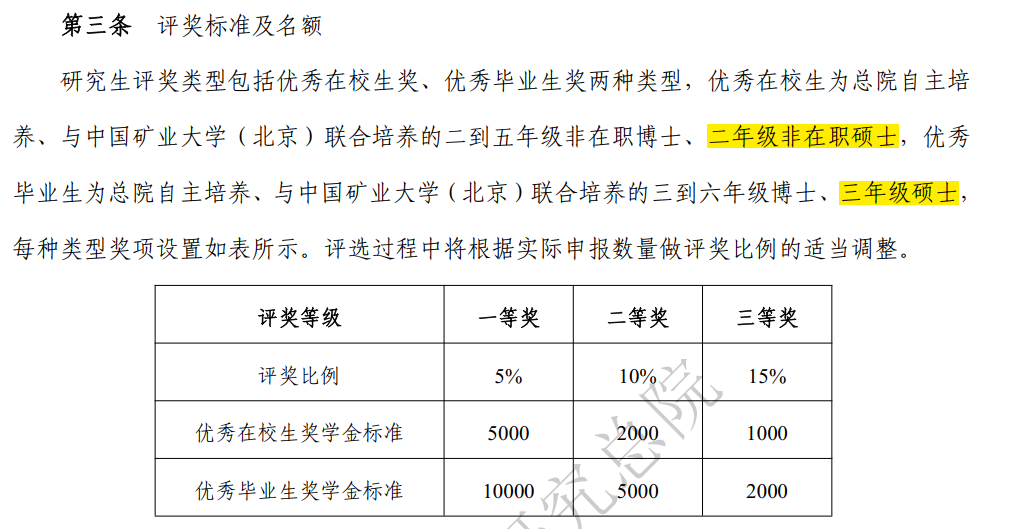 第三条 评奖标准及名额
研究生评奖类型包括优秀在校生奖、优秀毕业生奖两种类型，优秀在校生为总院自主培
养、与中国矿业大学（北京）联合培养的二到五年级非在职博士、二年级非在职硕士，优秀
毕业生为总院自主培养、与中国矿业大学（北京）联合培养的三到六年级博士、三年级硕士，
每种类型奖项设置如表所示。评选过程中将根据实际申报数量做评奖比例的适当调整。
评奖等级 一等奖 二等奖 三等奖
评奖比例 5% 10% 15%
优秀在校生奖学金标准 5000 2000 1000
优秀毕业生奖学金标准 10000 5000 2000
研究总院